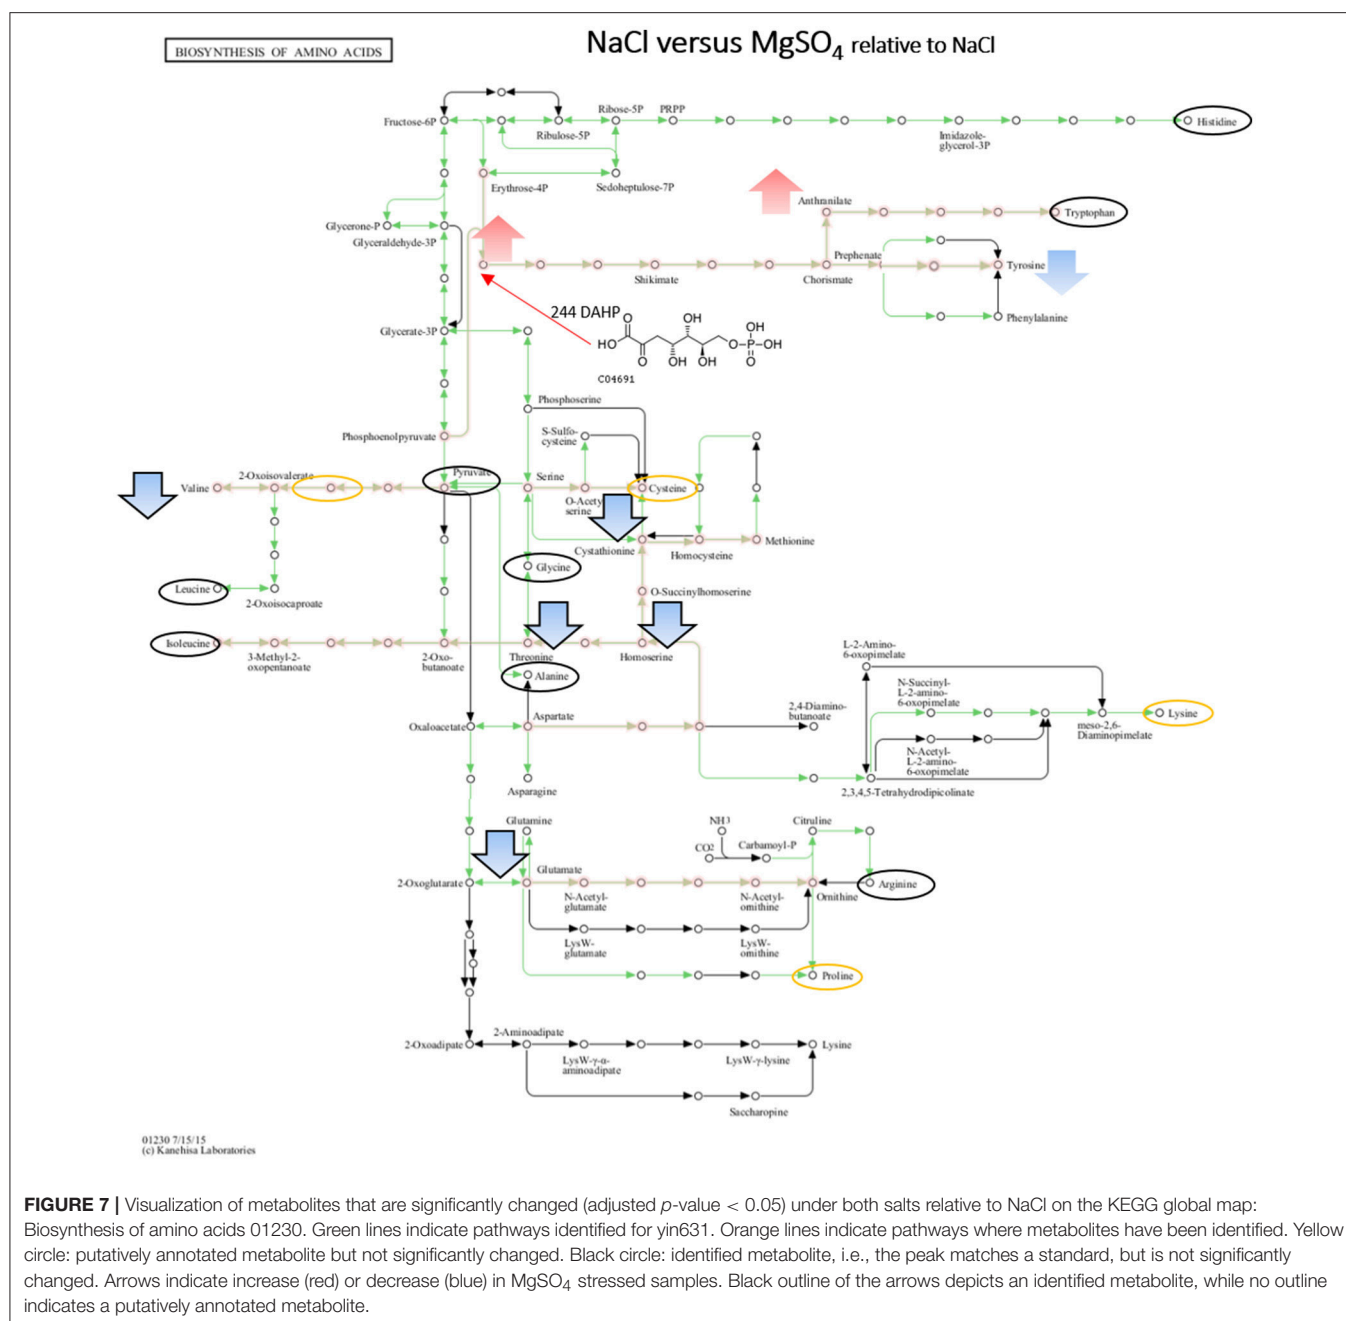 BIOSYNTHESIS OF AMINO ACIDS
NaCl versus MgSO4 relative to NaCl
Fructose-6P
Ribulose-5P
Ribose-5P
PRPP
Imidazole-
glycerol-3P
Histidine
Erythrose-4P
Sedoheptulose-7P
Glycerone-P
Glyceraldehyde-3P
Anthranilate
Tryptophan
Prephenate
Shikimate
Chorismate
Tyrosine
Phenylalanine
Glycerate-3P
244 DAHP
O
OH
OH
HO
O
OH
OH
O
P
OH
O
C04691
Phosphoserine
Phosphoenolpyruvate
S-Sulfo-
cysteine
Valine
2-Oxoisovalerate
Pyruvate
Serine
O-Acety
serine
Cysteine
Cystathionine
Homocysteine
Methionine
Glycine
Leucine
2-Oxoisocaproate
O-Succinylhomoserine
Isoleucine
3-Methyl-2-
oxopentanoate
2-Oxo-
butanoate
Threonine
Homoserine
Alanine
L-2-Amino-
6-oxopimelate
N-Succinyl-
L-2-amino-
6-oxopimelate
Oxaloacetate
Aspartate
2,4-Diamino-
butanoate
Lysine
meso-2,6-
Diaminopimelate
N-Acetyl-
L-2-amino-
6-oxopimelate
Asparagine
2,3,4,5-Tetrahydrodipicolinate
Glutamine
NH3
CO2
Carbamoyl-P
Citruline
2-Oxoglutarate
Glutamate
N-Acetyl-
glutamate
N-Acetyl-
ornithine
Ornithine
Arginine
LysW-
glutamate
LysW-
ornithine
Proline
2-Oxoadipate
2-Aminoadipate
LysW-γ-α-
aminoadipate
LysW-γ-lysine
Lysine
Saccharopine
01230 7/15/15
(c) Kanehisa Laboratories
FIGURE 7 | Visualization of metabolites that are significantly changed (adjusted p-value < 0.05) under both salts relative to NaCl on the KEGG global map:
Biosynthesis of amino acids 01230. Green lines indicate pathways identified for yin631. Orange lines indicate pathways where metabolites have been identified. Yellow
circle: putatively annotated metabolite but not significantly changed. Black circle: identified metabolite, i.e., the peak matches a standard, but is not significantly
changed. Arrows indicate increase (red) or decrease (blue) in MgSO4 stressed samples. Black outline of the arrows depicts an identified metabolite, while no outline
indicates a putatively annotated metabolite.